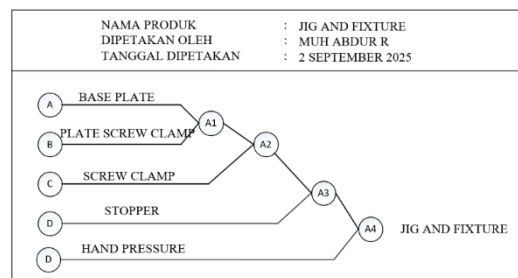 NAMA PRODUK : JIG AND FIXTURE
DIPETAKAN OLEH : MUH ABDUR R
TANGGAL DIPETAKAN : 2 SEPTEMBER 2025
A BASE PLATE
A1
B PLATE SCREW CLAMP
A2
C SCREW CLAMP
A3
D STOPPER
A4 JIG AND FIXTURE
D HAND PRESSURE